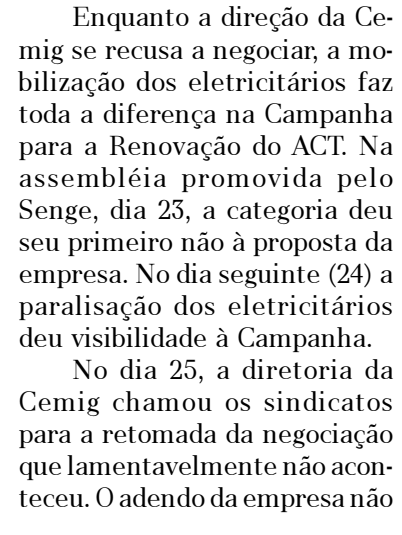 Enquanto a direção da Ce-
mig se recusa a negociar, a mo-
bilização dos eletricitários faz
toda a diferença na Campanha
para a Renovação do ACT. Na
assembléia promovida pelo
Senge, dia 23, a categoria deu
seu primeiro não à proposta da
empresa. No dia seguinte (24) a
paralisação dos eletricitários
deu visibilidade à Campanha.
No dia 25, a diretoria da
Cemig chamou os sindicatos
para a retomada da negociação
que lamentavelmente não acon-
teceu. O adendo da empresa não